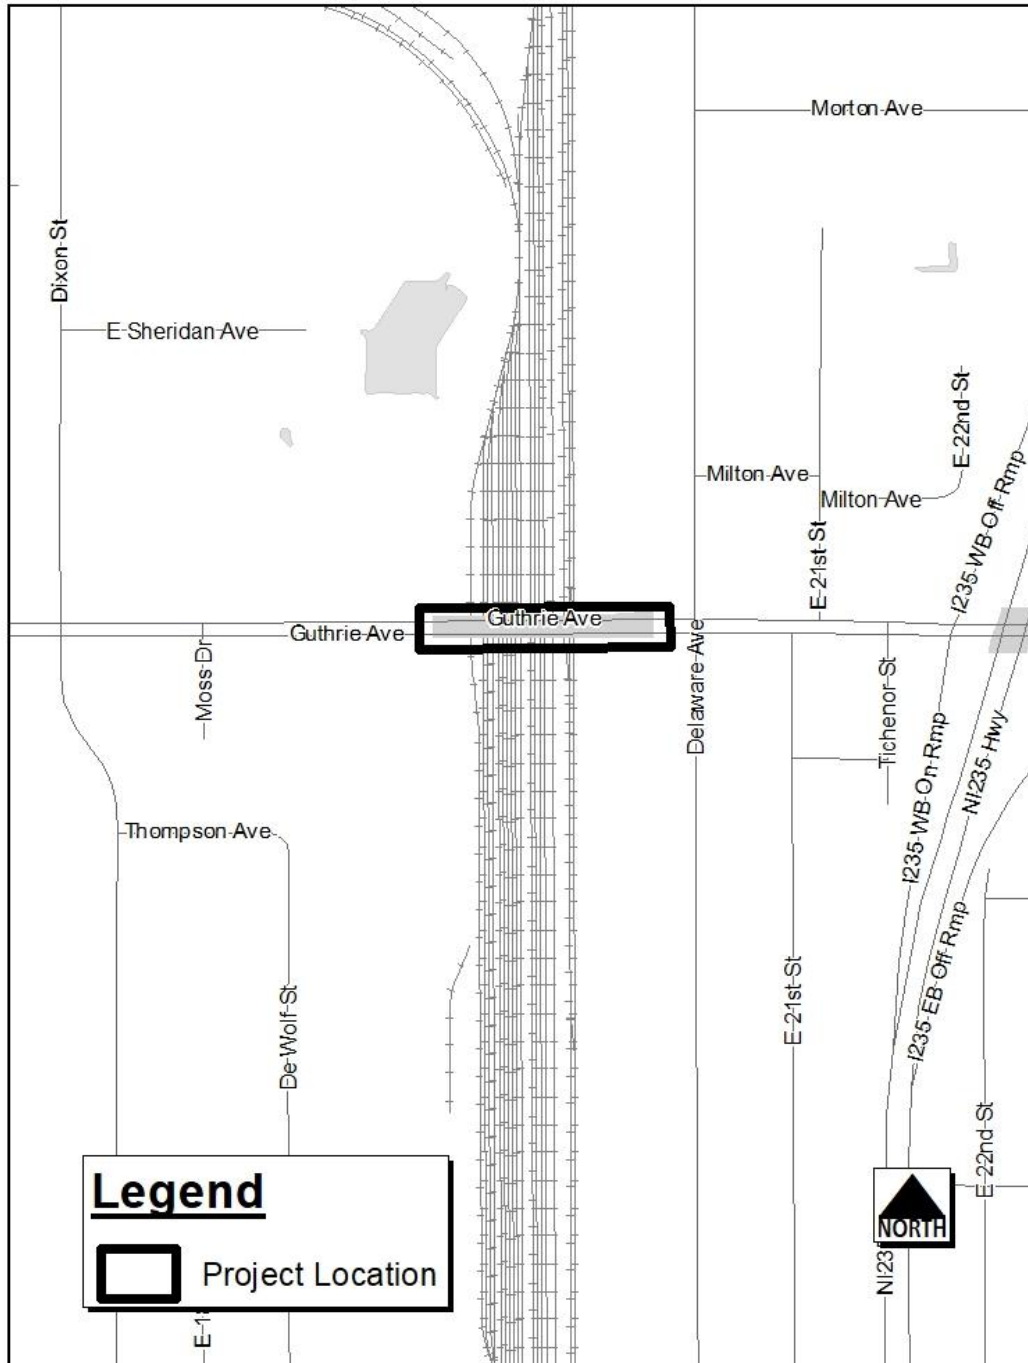 Morton Ave
Dixon St
E Sheridan Ave
E 22nd St
Milton Ave
Milton Ave
I235 WB Off Rmp
E 21st St
Guthrie Ave
Guthrie Ave
Moss Dr
Delaware Ave
Tichenor St
I235 WB On Rmp
NI235 Hwy
Thompson Ave
E 21st St
I235 EB Off Rmp
De Wolf St
E 22nd St
Legend
Project Location
NORTH